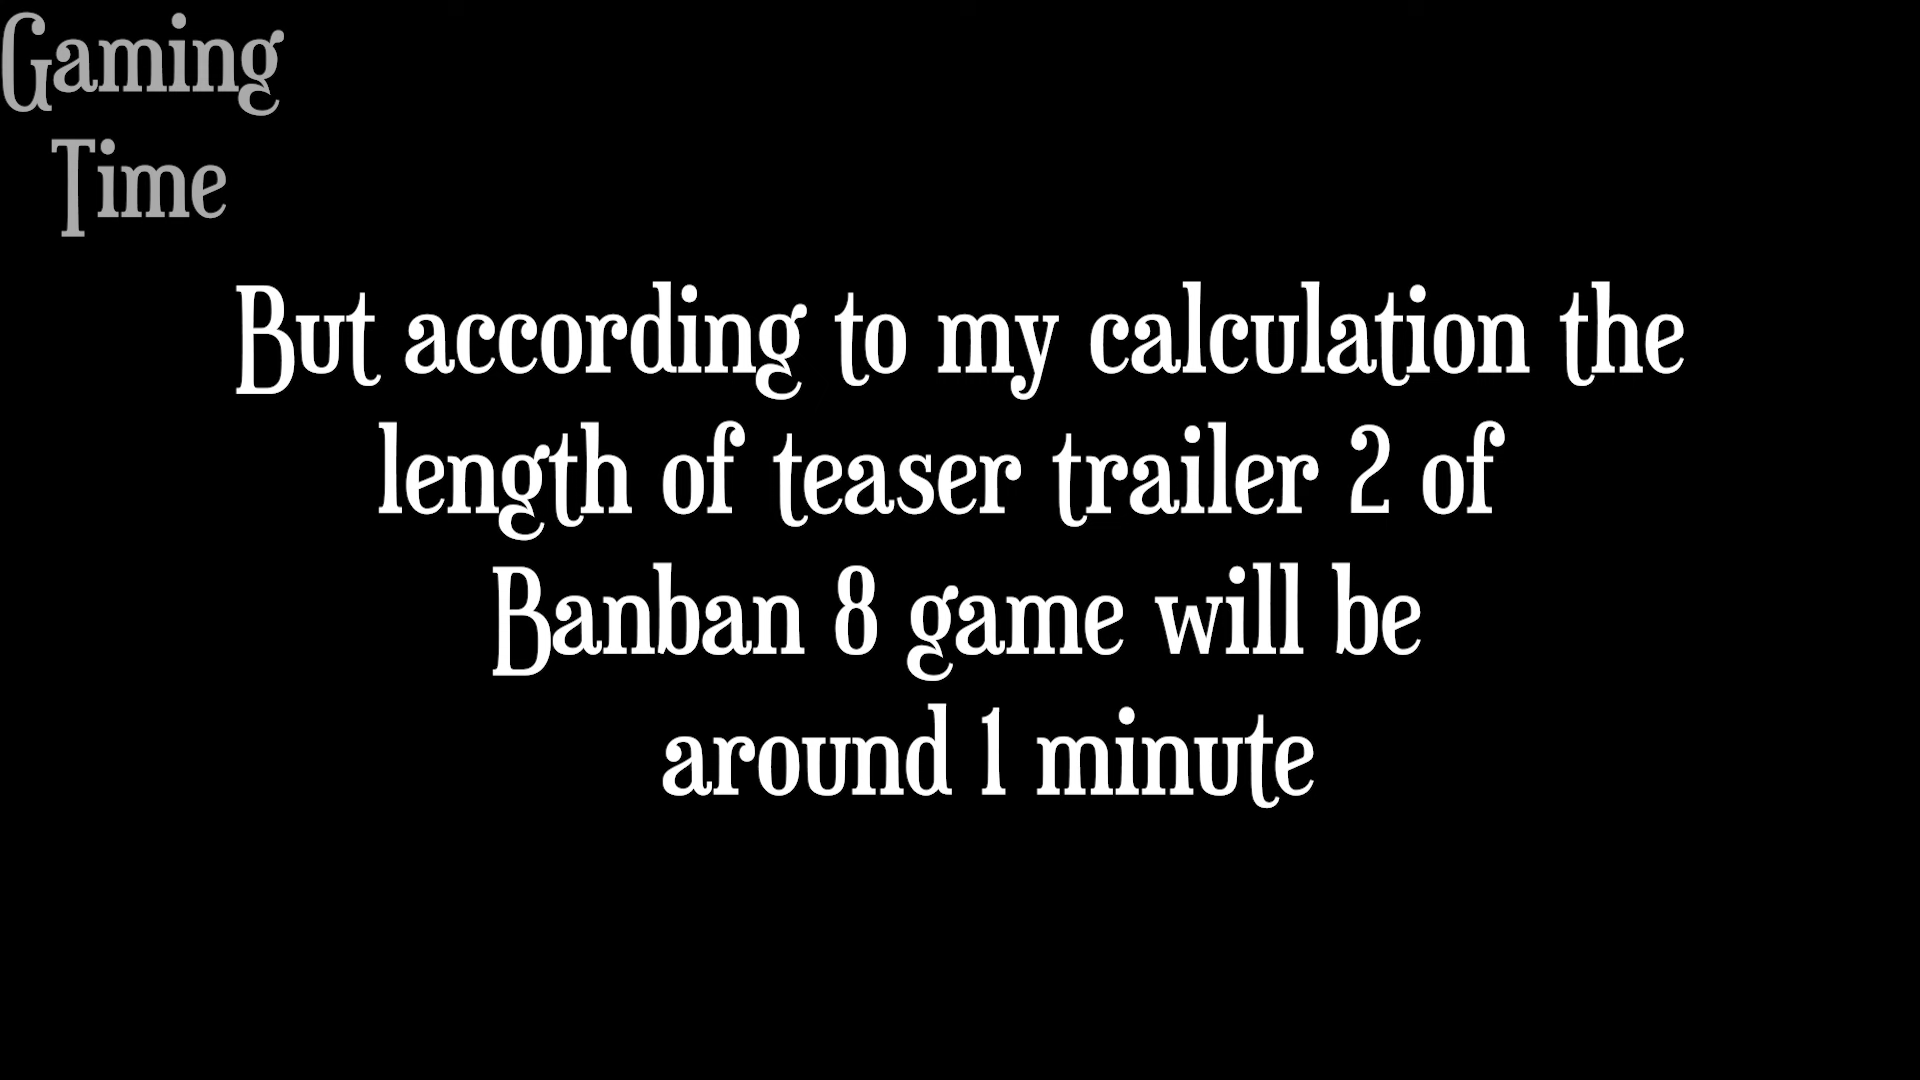 Gaming
Time
But according to my calculation the
length of teaser trailer 2 of
Banban 8 game will be
around 1 minute